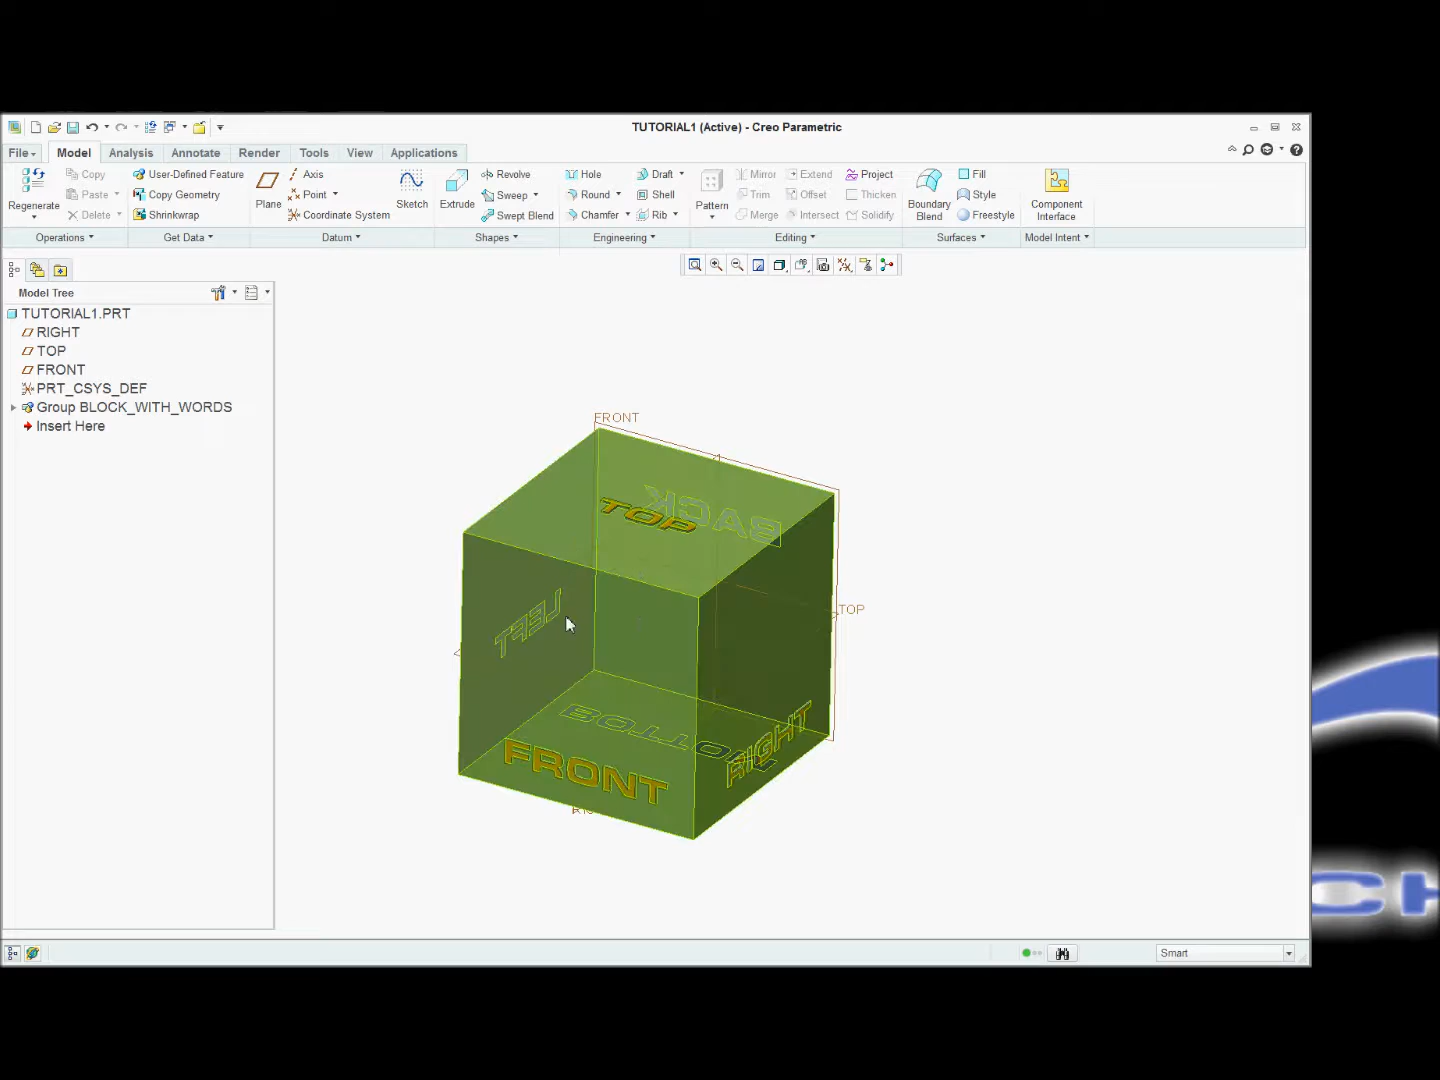 TUTORIAL1 (Active) - Creo Parametric
File Model Analysis Annotate Render Tools View Applications
Regenerate
Copy
Paste
Delete
User-Defined Feature
Copy Geometry
Shrinkwrap
Plane
Axis
Point
Coordinate System
Sketch
Extrude
Revolve
Sweep
Swept Blend
Hole
Round
Chamfer
Draft
Shell
Rib
Pattern
Mirror
Trim
Merge
Extend
Offset
Intersect
Project
Thicken
Solidify
Boundary
Blend
Fill
Style
Freestyle
Component
Interface
Operations Get Data Datum Shapes Engineering Editing Surfaces Model Intent
Model Tree
TUTORIAL1.PRT
RIGHT
TOP
FRONT
PRT_CSYS_DEF
Group BLOCK_WITH_WORDS
Insert Here
FRONT
BACK
TOP
TOP
LEFT
BOTTOM
RIGHT
FRONT
Smart
CH